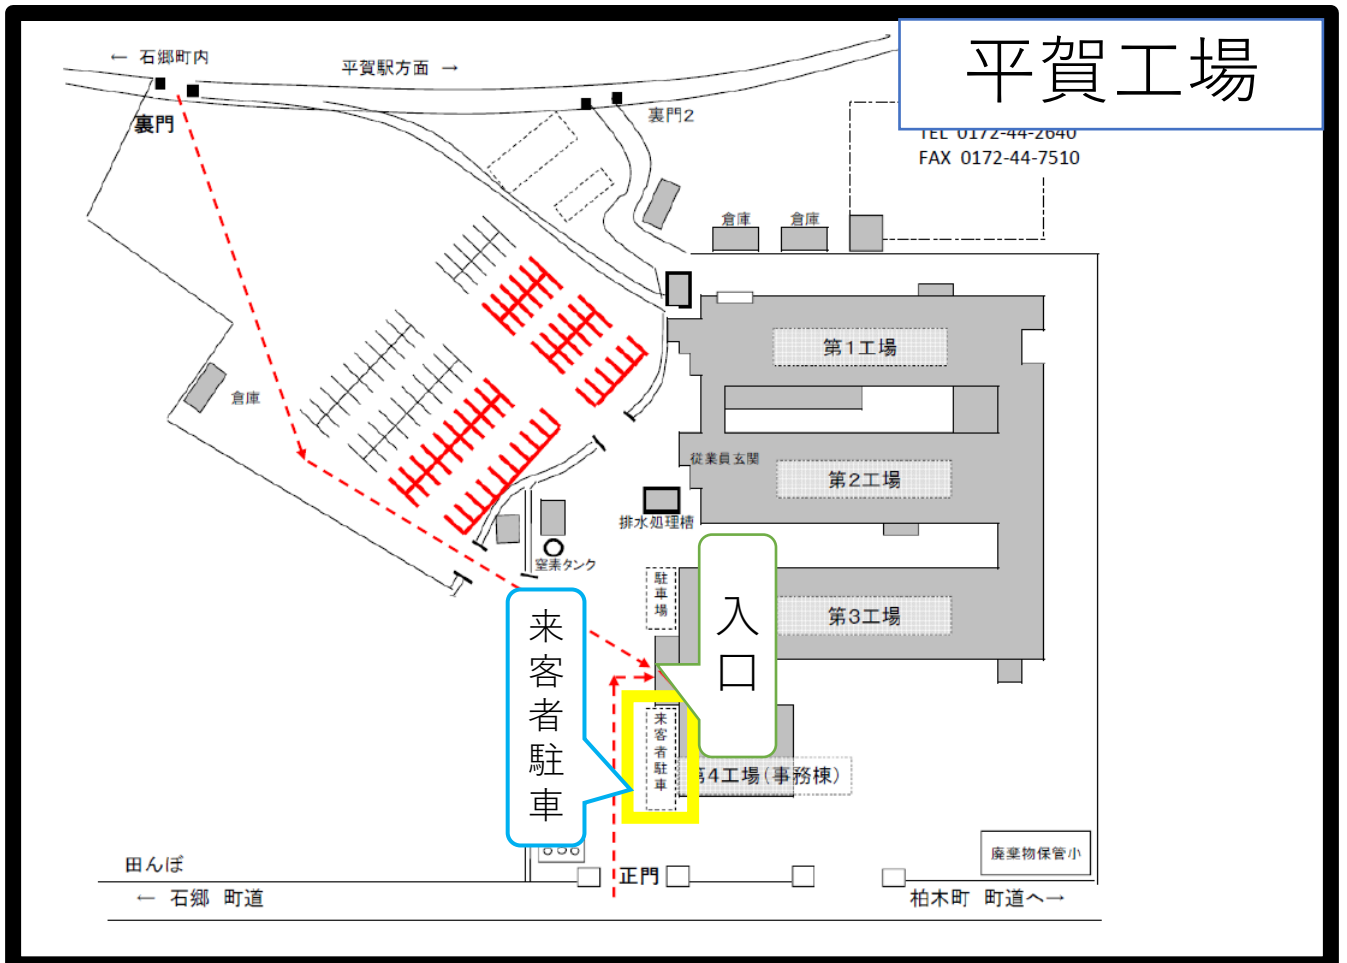 平賀工場
← 石郷町内
平賀駅方面 →
裏門
裏門2
TEL 0172-44-2640
FAX 0172-44-7510
倉庫
倉庫
第1工場
倉庫
従業員玄関
第2工場
排水処理槽
窒素タンク
駐車場
入口
第3工場
来客者駐車
来客者駐車
第4工場(事務棟)
廃棄物保管小
田んぼ
正門
← 石郷 町道
柏木町 町道へ→